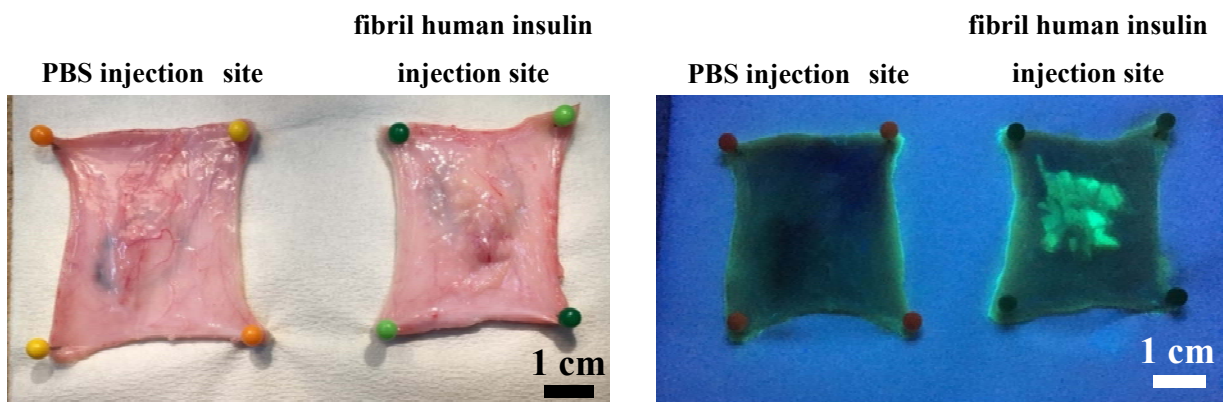 fibril human insulin
PBS injection site
injection site
1 cm
fibril human insulin
PBS injection site
injection site
1 cm